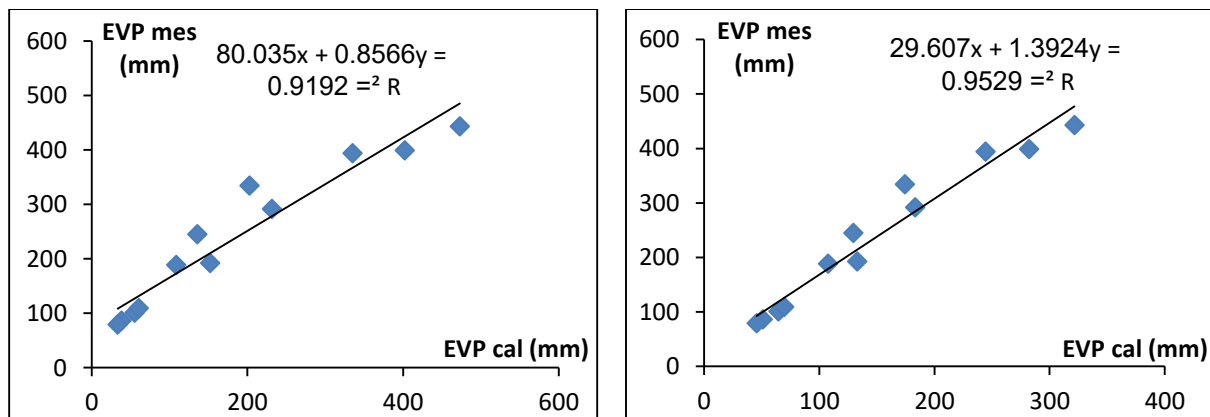 EVP mes
(mm)
80.035x + 0.8566y =
0.9192 =² R
600
500
400
300
200
100
0
EVP cal (mm)
0 200 400 600
EVP mes
(mm)
29.607x + 1.3924y =
0.9529 =² R
600
500
400
300
200
100
0
EVP cal (mm)
0 100 200 300 400